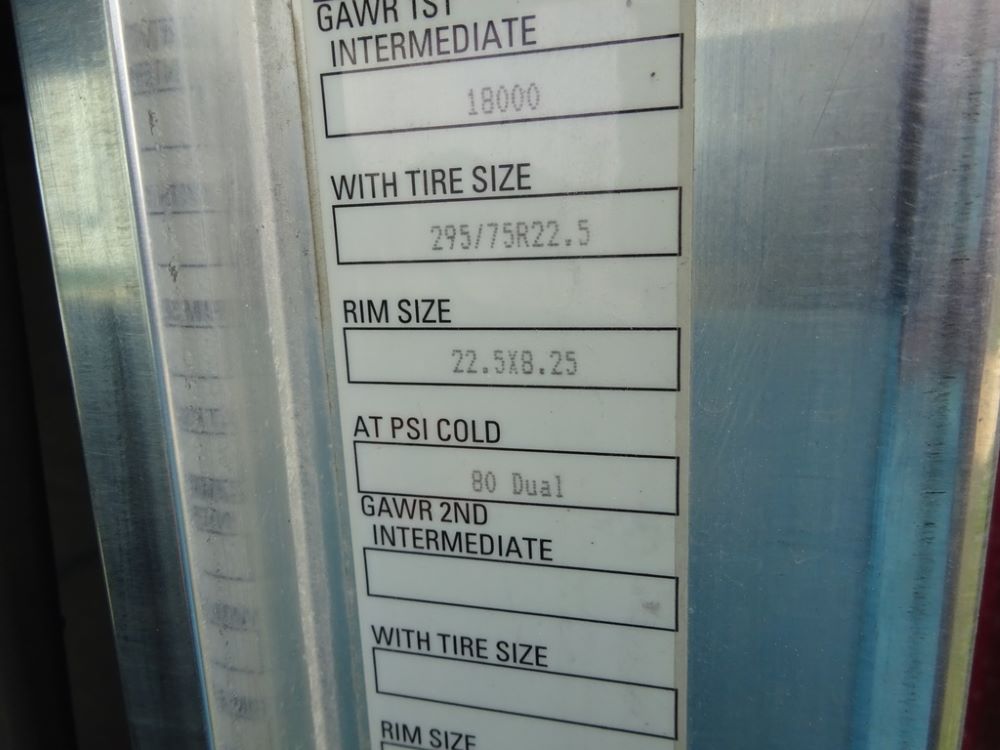 GAWR 1ST
INTERMEDIATE
18000
WITH TIRE SIZE
295/75R22.5
RIM SIZE
22.5X8.25
AT PSI COLD
80 Dual
GAWR 2ND
INTERMEDIATE
WITH TIRE SIZE
RIM SIZE